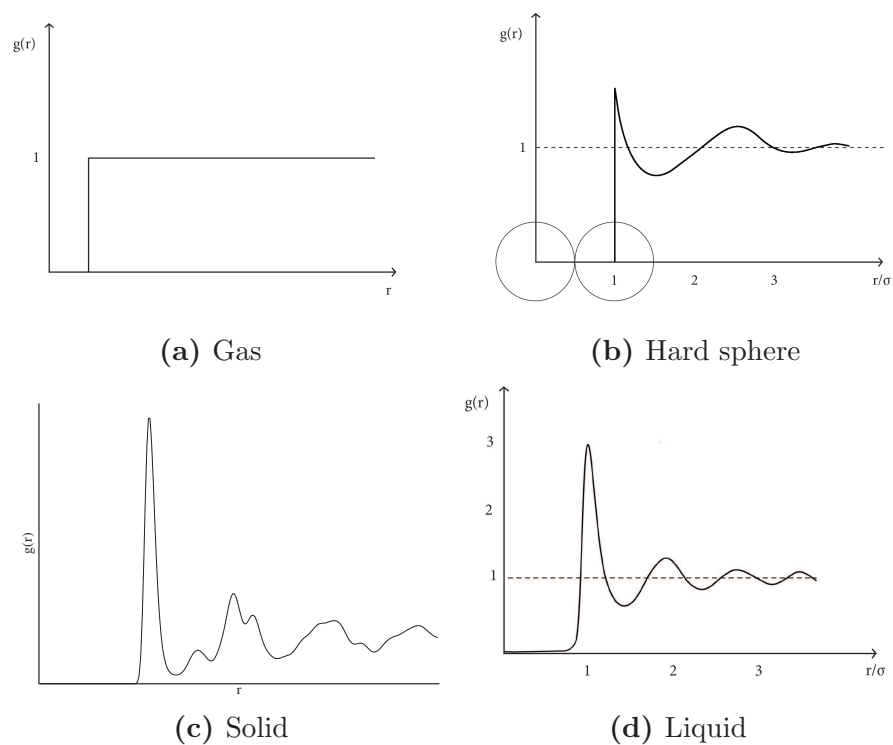 g(r)
1
r
(a) Gas
g(r)
1
1 2 3
r/σ
(b) Hard sphere
g(r)
r
(c) Solid
g(r)
3
2
1
1 2 3 r/σ
(d) Liquid